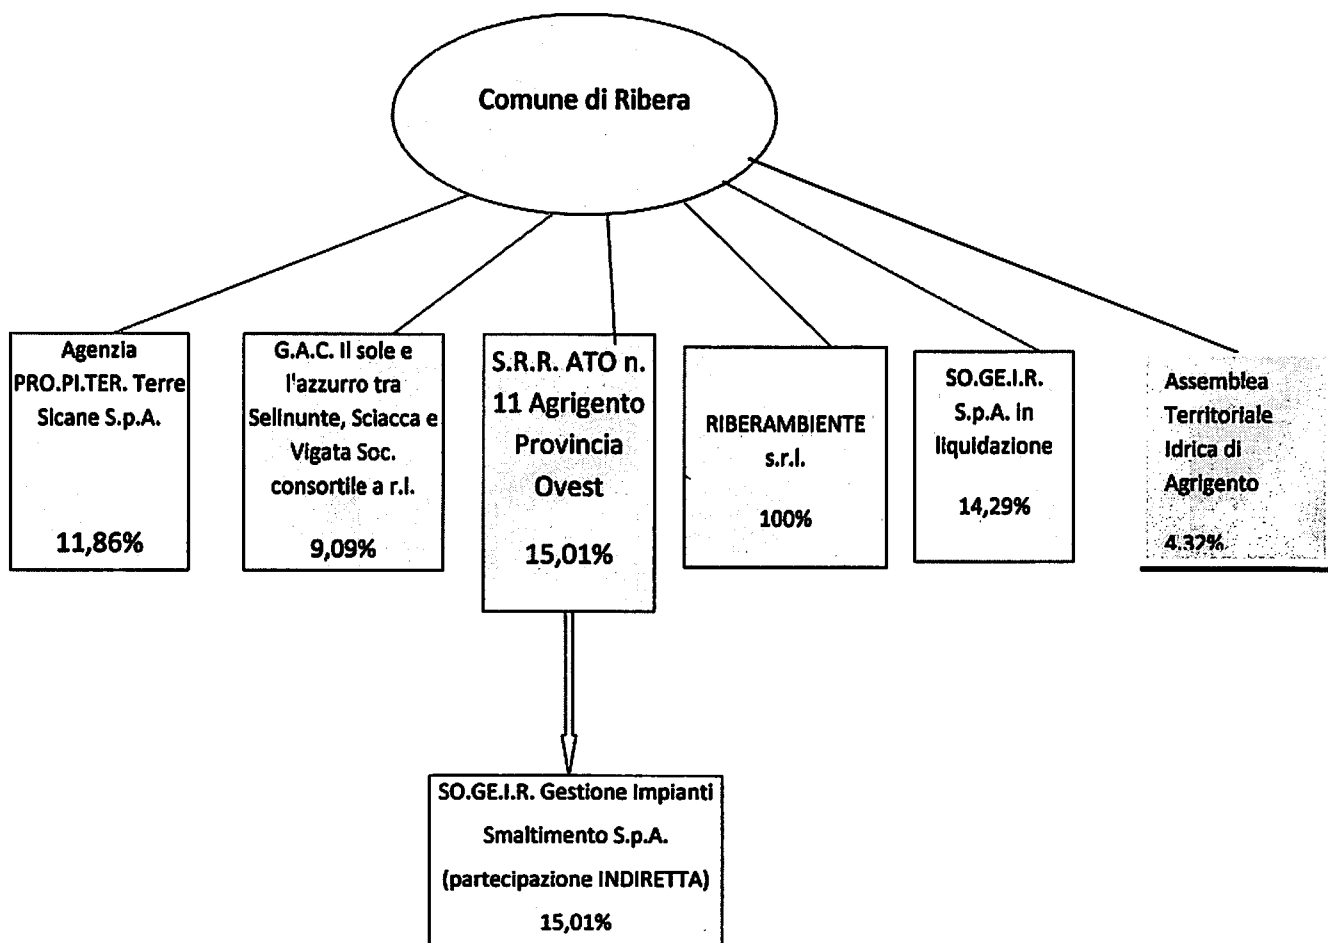 Comune di Ribera
Agenzia
PRO.PI.TER. Terre
Sicane S.p.A.
11,86%
G.A.C. Il sole e
l'azzurro tra
Selinunte, Sciacca e
Vigata Soc.
consortile a r.l.
9,09%
S.R.R. ATO n.
11 Agrigento
Provincia
Ovest
15,01%
RIBERAMBIENTE
s.r.l.
100%
SO.GE.I.R.
S.p.A. in
liquidazione
14,29%
Assemblea
Territoriale
Idrica di
Agrigento
4.32%
SO.GE.I.R. Gestione Impianti
Smaltimento S.p.A.
(partecipazione INDIRETTA)
15,01%